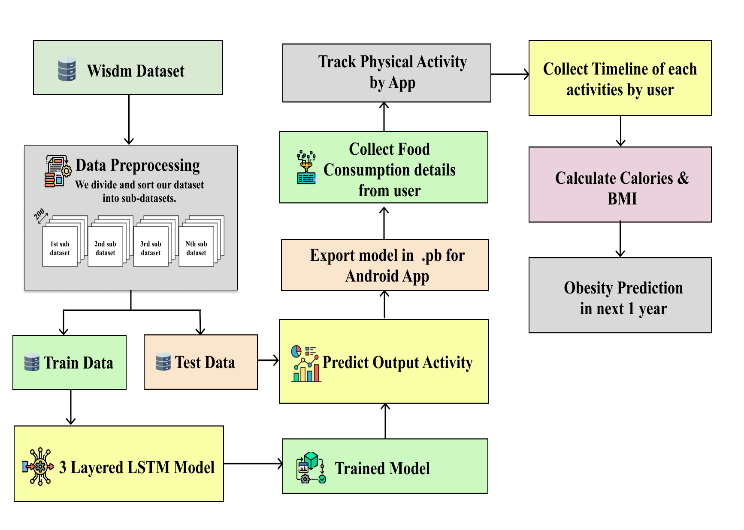 Wisdm Dataset
Data Preprocessing
We divide and sort our dataset
into sub-datasets.
200
1st sub
dataset
2nd sub
dataset
3rd sub
dataset
Nth sub
dataset
Train Data
Test Data
3 Layered LSTM Model
Trained Model
Predict Output Activity
Export model in .pb for
Android App
Collect Food
Consumption details
from user
Track Physical Activity
by App
Collect Timeline of each
activities by user
Calculate Calories &
BMI
Obesity Prediction
in next 1 year